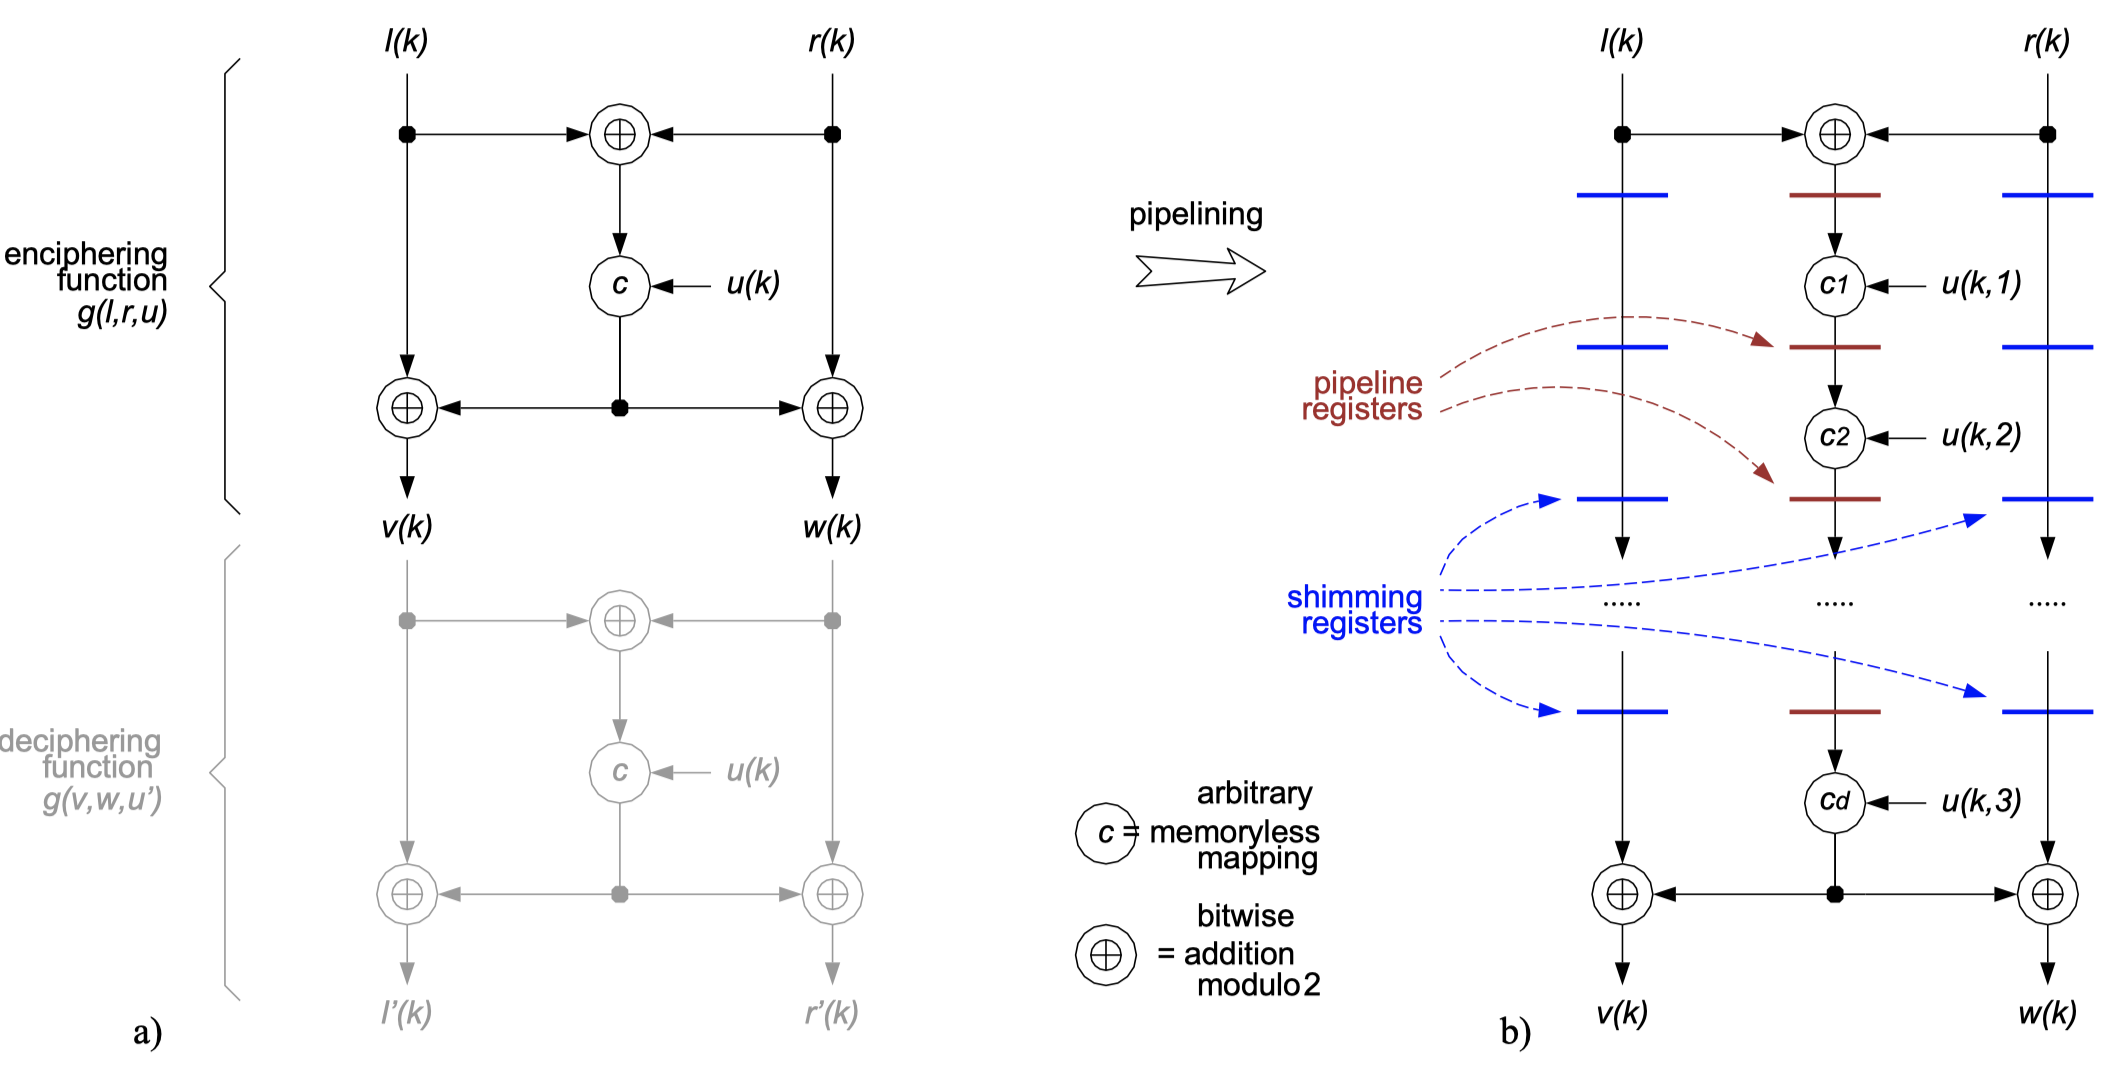 l(k)
r(k)
enciphering
function
g(l,r,u)
c
u(k)
v(k)
w(k)
deciphering
function
g(v,w,u')
c
u(k)
l'(k)
r'(k)
a)
pipelining
c = arbitrary
memoryless
mapping
= bitwise
addition
modulo 2
l(k)
r(k)
c1
u(k,1)
pipeline
registers
c2
u(k,2)
shimming
registers
..... ..... .....
cd
u(k,3)
v(k)
w(k)
b)